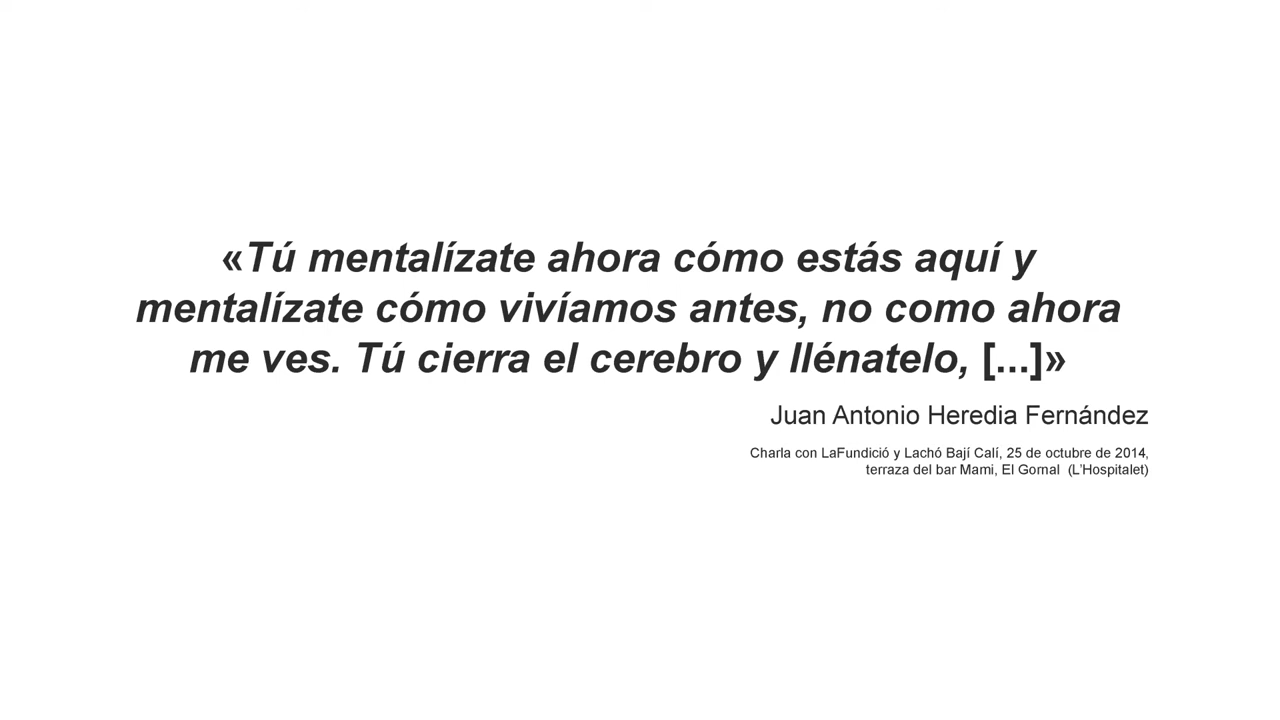 «Tú mentalízate ahora cómo estás aquí y
mentalízate cómo vivíamos antes, no como ahora
me ves. Tú cierra el cerebro y llénatelo, [...]»
Juan Antonio Heredia Fernández
Charla con LaFundició y Lachó Bají Calí, 25 de octubre de 2014,
terraza del bar Mami, El Gornal  (L'Hospitalet)